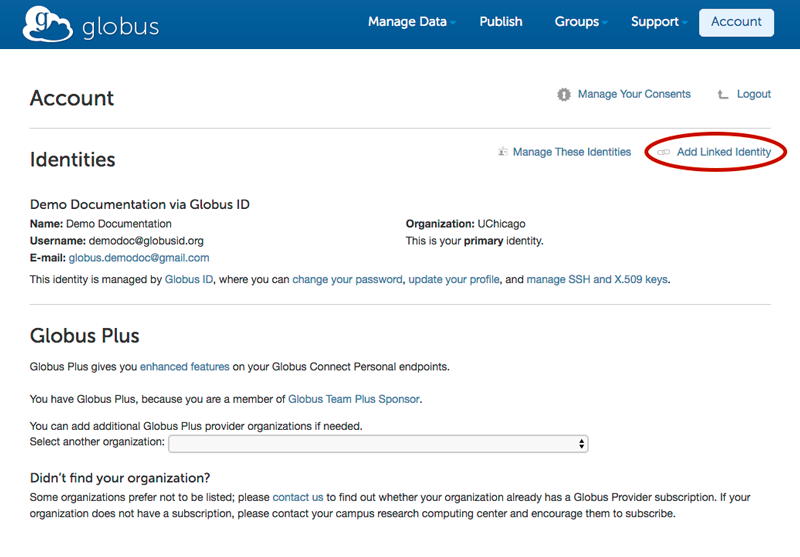 globus
Manage Data Publish Groups Support Account
Account
Manage Your Consents Logout
Identities
Manage These Identities Add Linked Identity
Demo Documentation via Globus ID
Name: Demo Documentation
Organization: UChicago
Username: demodoc@globusid.org
This is your primary identity.
E-mail: globus.demodoc@gmail.com
This identity is managed by Globus ID, where you can change your password, update your profile, and manage SSH and X.509 keys.
Globus Plus
Globus Plus gives you enhanced features on your Globus Connect Personal endpoints.
You have Globus Plus, because you are a member of Globus Team Plus Sponsor.
You can add additional Globus Plus provider organizations if needed.
Select another organization:
Didn't find your organization?
Some organizations prefer not to be listed; please contact us to find out whether your organization already has a Globus Provider subscription. If your
organization does not have a subscription, please contact your campus research computing center and encourage them to subscribe.